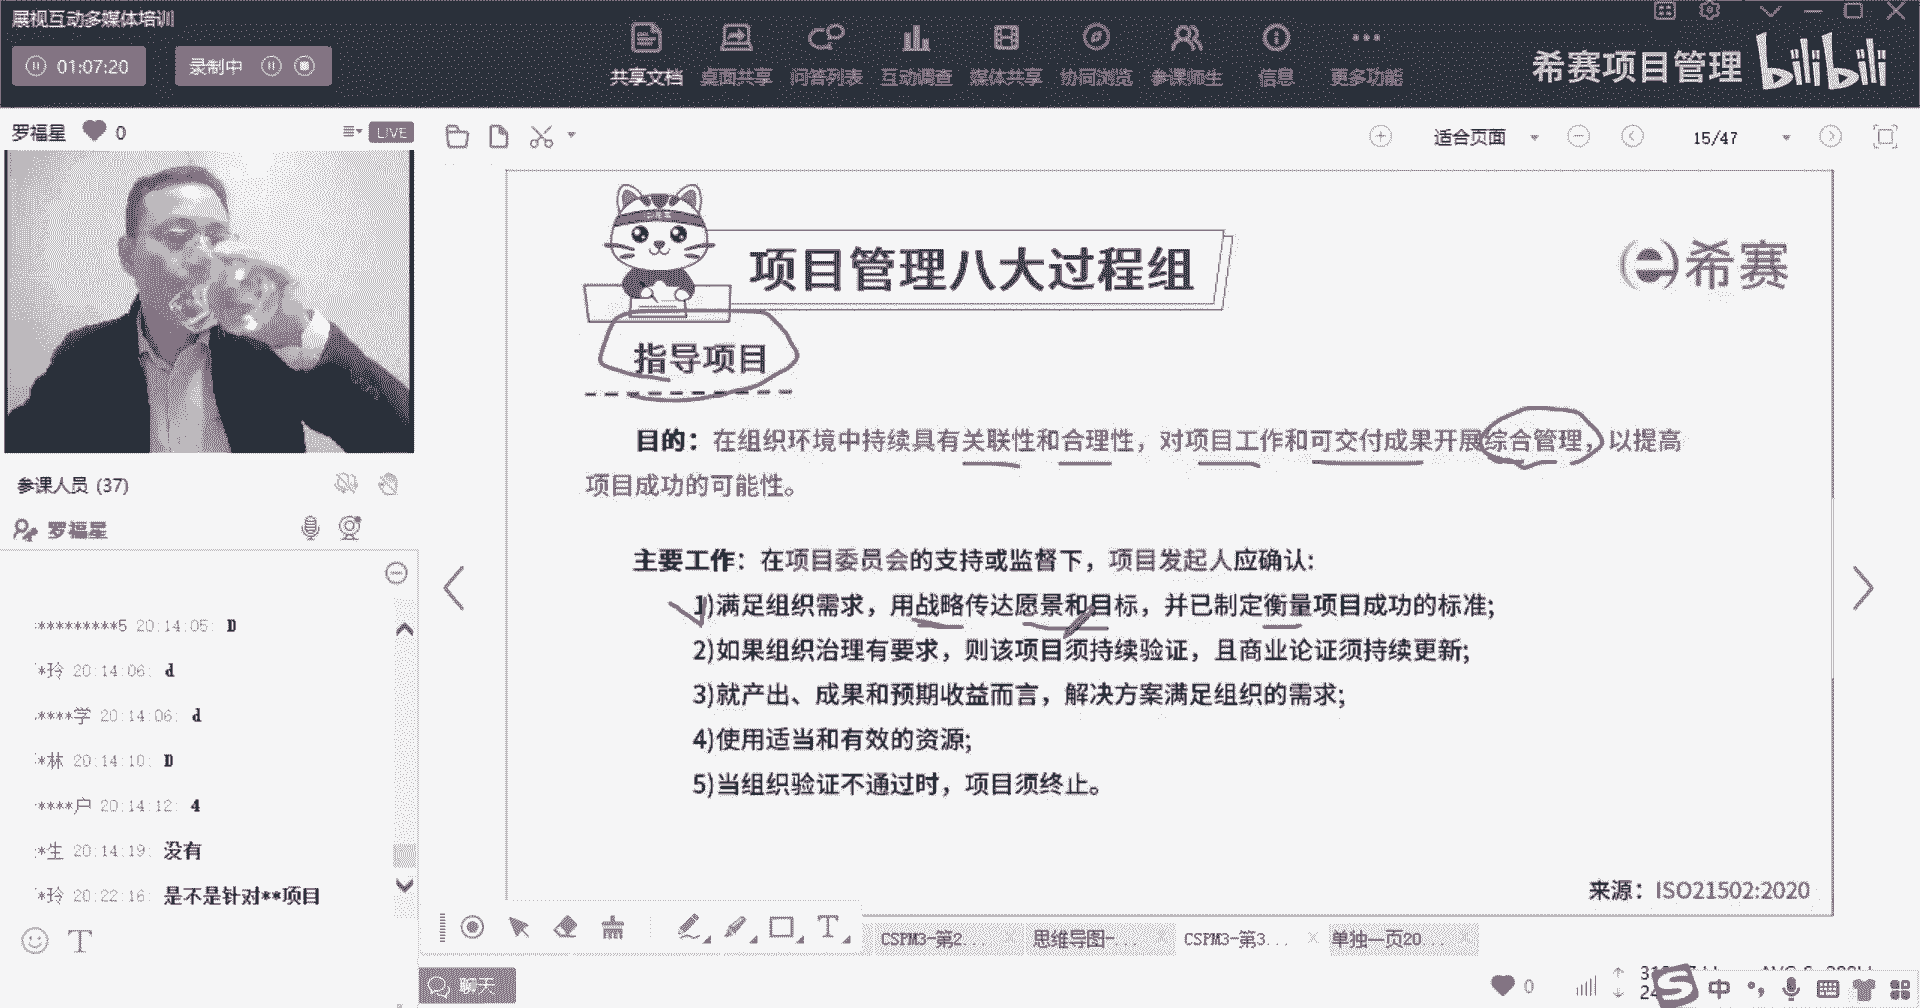 展视互动多媒体培训
01:07:20
录制中
共享文档
桌面共享
问答列表
互动调查
媒体共享
协同浏览
参课师生
信息
更多功能
希赛项目管理
bilibili
罗福星
0
LIVE
适合页面
15/47
项目管理八大过程组
希赛
指导项目
目的：在组织环境中持续具有关联性和合理性，对项目工作和可交付成果开展综合管理，以提高
项目成功的可能性。
主要工作：在项目委员会的支持或监督下，项目发起人应确认：
1)满足组织需求，用战略传达愿景和目标，并已制定衡量项目成功的标准;
2)如果组织治理有要求，则该项目须持续验证，且商业论证须持续更新;
3)就产出、成果和预期收益而言，解决方案满足组织的需求;
4)使用适当和有效的资源;
5)当组织验证不通过时，项目须终止。
来源：ISO21502:2020
参课人员 (37)
罗福星
*********5 20:14:05: D
*玲 20:14:06: d
****学 20:14:06: d
*林 20:14:10: D
****户 20:14:12: 4
*生 20:14:19: 没有
*玲 20:22:16: 是不是针对**项目
T
T
CSPM3-第2...
思维导图-...
CSPM3-第3...
单独一页20...
聊天
0
中